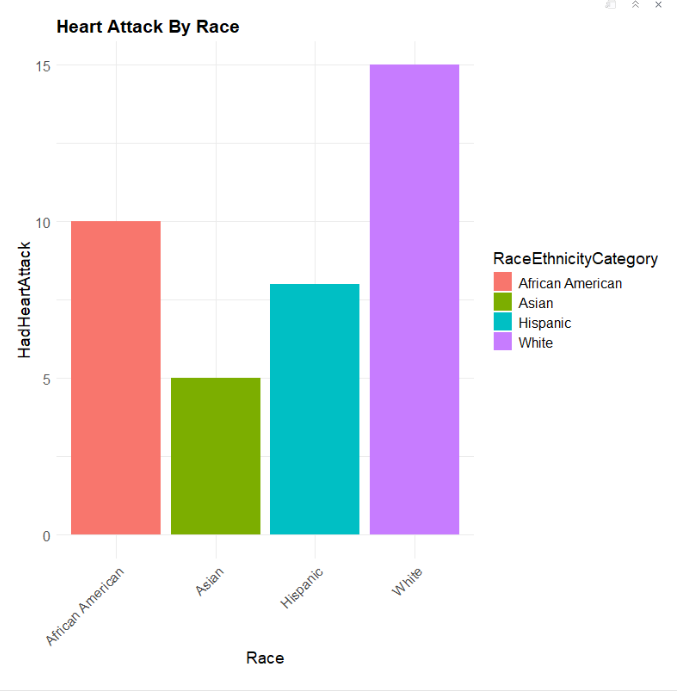 Heart Attack By Race
15
10
5
0
HadHeartAttack
African American
Asian
Hispanic
White
Race
RaceEthnicityCategory
African American
Asian
Hispanic
White